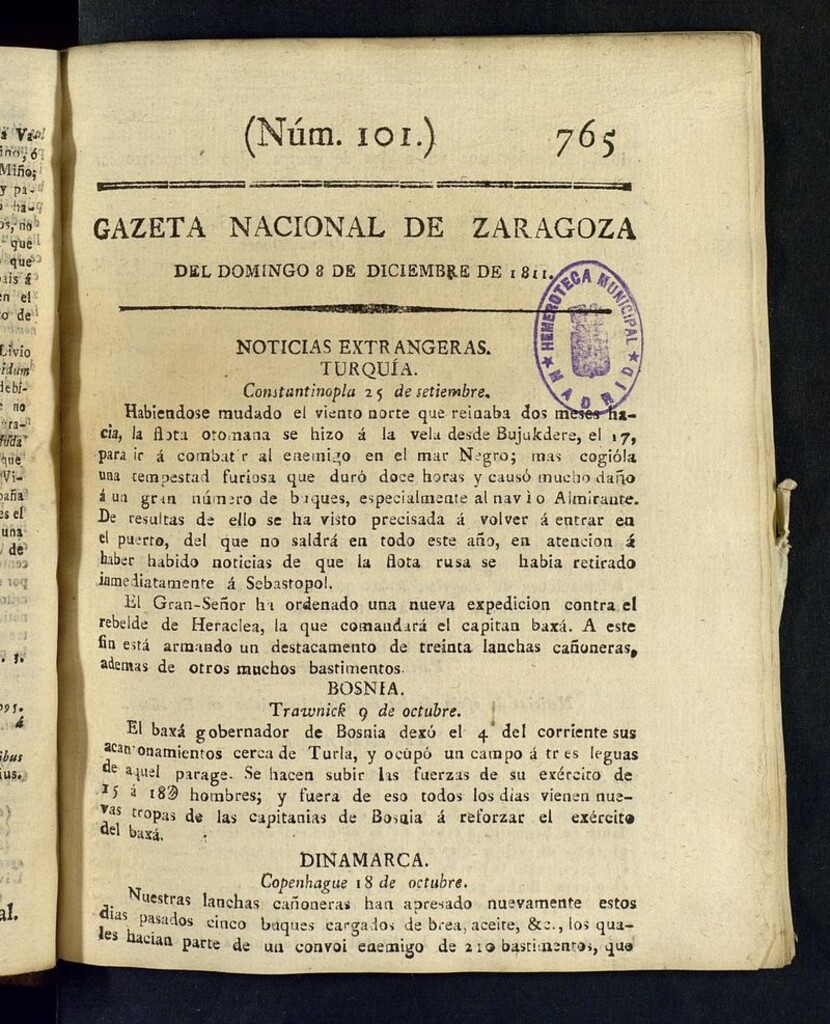 (Núm. 101.) 765
GAZETA NACIONAL DE ZARAGOZA
DEL DOMINGO 8 DE DICIEMBRE DE 1811.
HEMEROTECA MUNICIPAL
MADRID
NOTICIAS EXTRANGERAS.
TURQUÍA.
Constantinopla 25 de setiembre.
Habiendose mudado el viento norte que reinaba dos meses ha-
cia, la flota otomana se hizo á la vela desde Bujukdere, el 17,
para ir á combatir al enemigo en el mar Negro; mas cogióla
una tempestad furiosa que duró doce horas y causó mucho daño
á un gran número de buques, especialmente al navio Almirante.
De resultas de ello se ha visto precisada á volver á entrar en
el puerto, del que no saldrá en todo este año, en atencion á
haber habido noticias de que la flota rusa se habia retirado
inmediatamente á Sebastopol.
El Gran-Señor ha ordenado una nueva expedicion contra el
rebelde de Heraclea, la que comandará el capitan baxá. A este
fin está armando un destacamento de treinta lanchas cañoneras,
ademas de otros muchos bastimentos.
BOSNIA.
Trawnick 9 de octubre.
El baxá gobernador de Bosnia dexó el 4 del corriente sus
acantonamientos cerca de Turla, y ocupó un campo á tres leguas
de aquel parage. Se hacen subir las fuerzas de su exército de
15 á 18Ə hombres; y fuera de eso todos los dias vienen nue-
vas tropas de las capitanias de Bosnia á reforzar el exército
del baxá.
DINAMARCA.
Copenhague 18 de octubre.
Nuestras lanchas cañoneras han apresado nuevamente estos
dias pasados cinco buques cargados de brea, aceite, &c., los qua-
les hacian parte de un convoi enemigo de 210 bastimentos, que